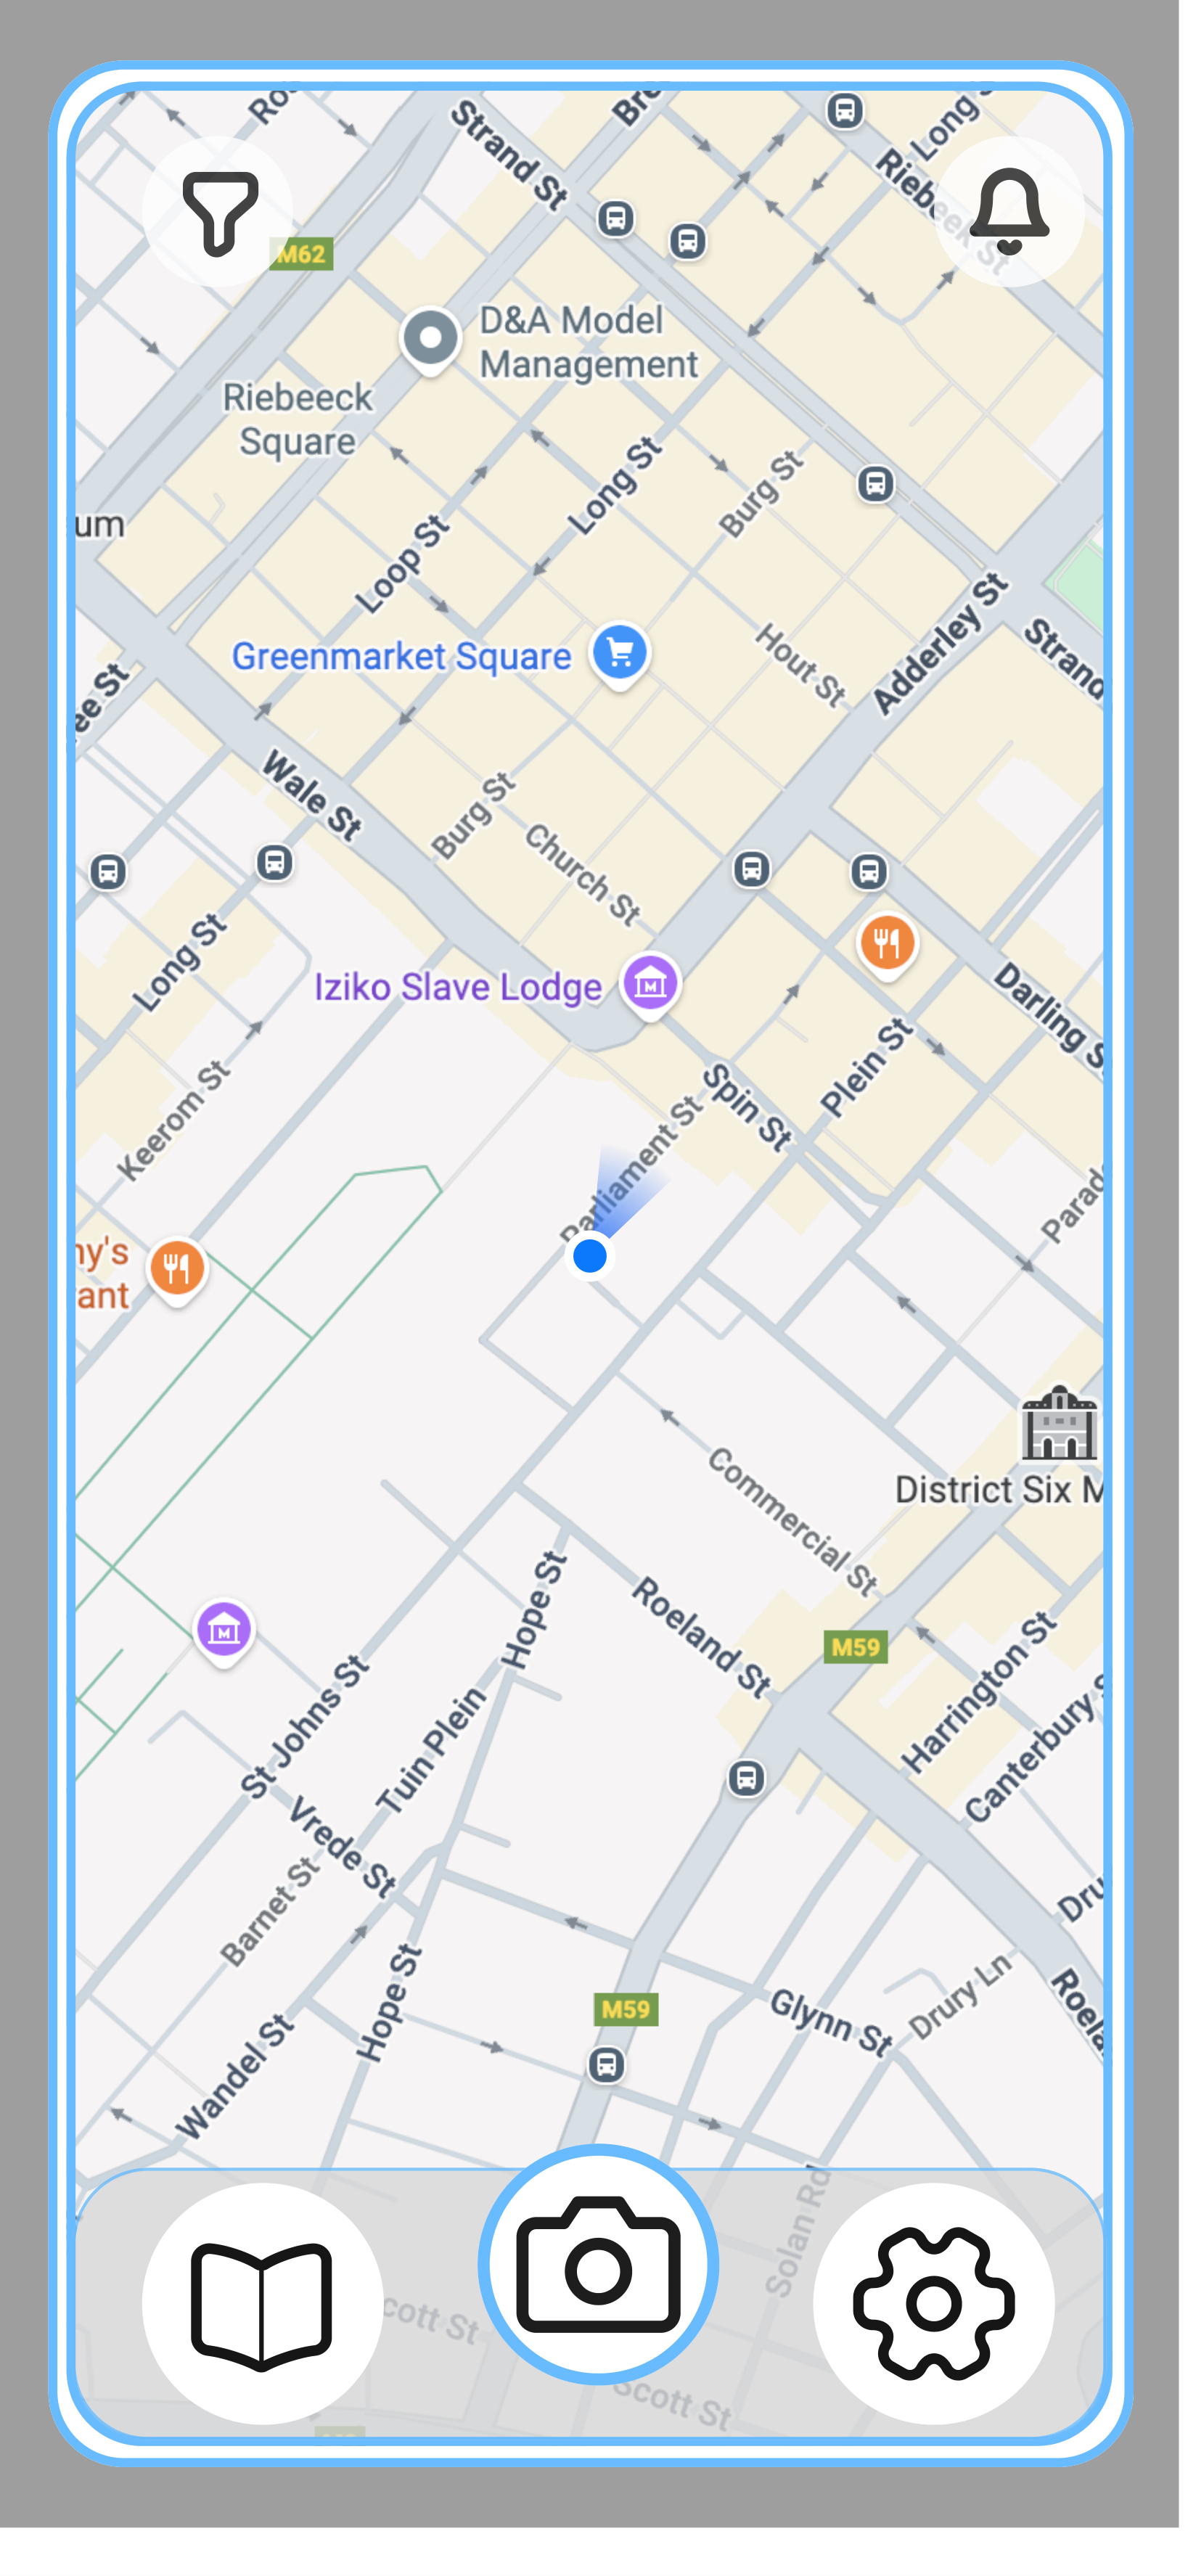 Strand St
Long S
Riebeek St
M62
D&A Model
Management
Riebeeck
Square
Long St
Burg St
um
Loop St
Greenmarket Square
Hout St
Adderley St
Strand
ee St
Wale St
Burg St
Church St
Long St
Iziko Slave Lodge
Darling S
Keerom St
Plein St
Spin St
Parliament St
Parade
ny's
ant
District Six M
Commercial St
Hope St
Roeland St
M59
Harrington St
St Johns St
Tuin Plein
Canterbury S
Vrede St
Barnet St
Dru
Hope St
Drury Ln
Roela
M59
Glynn St
Wandel St
Solan Rd
cott St
Scott St